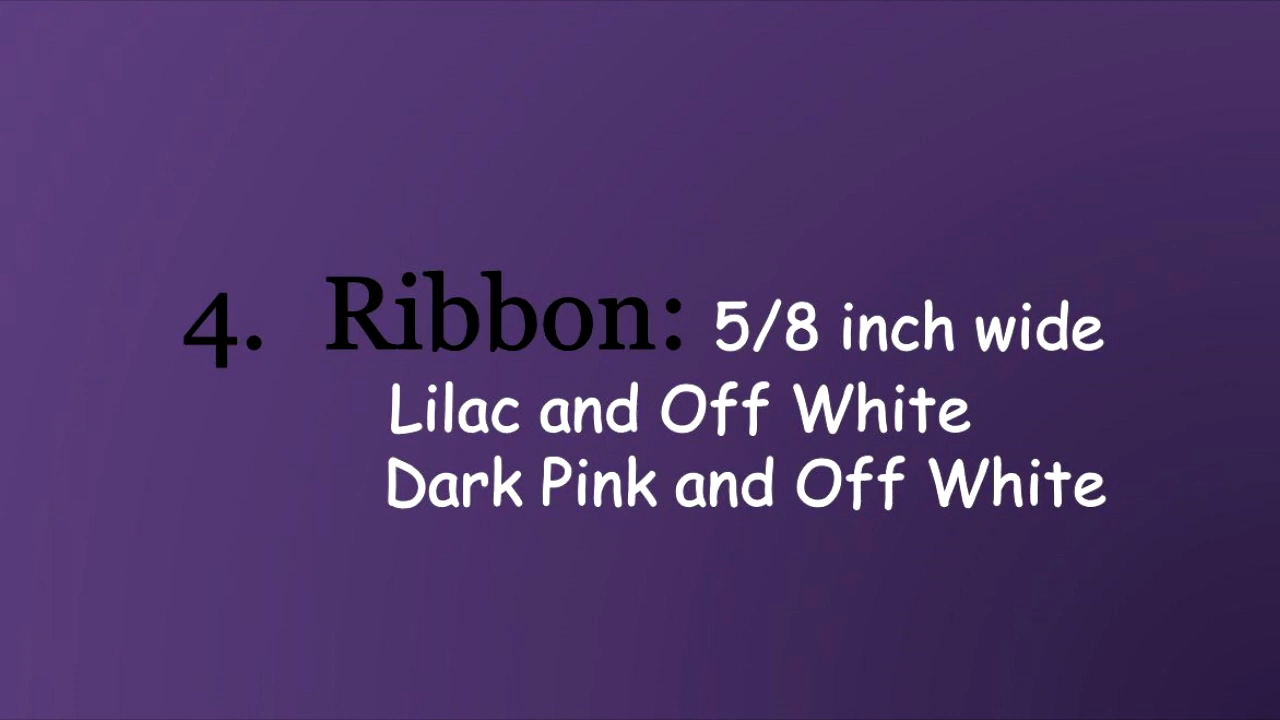 4. Ribbon: 5/8 inch wide
Lilac and Off White
Dark Pink and Off White